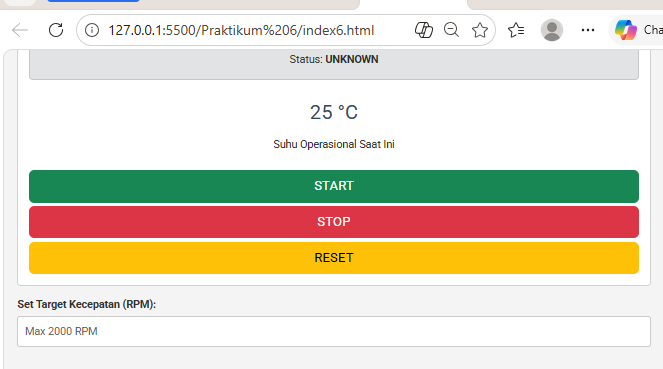 127.0.0.1:5500/Praktikum%206/index6.html
Cha
Status: UNKNOWN
25 °C
Suhu Operasional Saat Ini
START
STOP
RESET
Set Target Kecepatan (RPM):
Max 2000 RPM